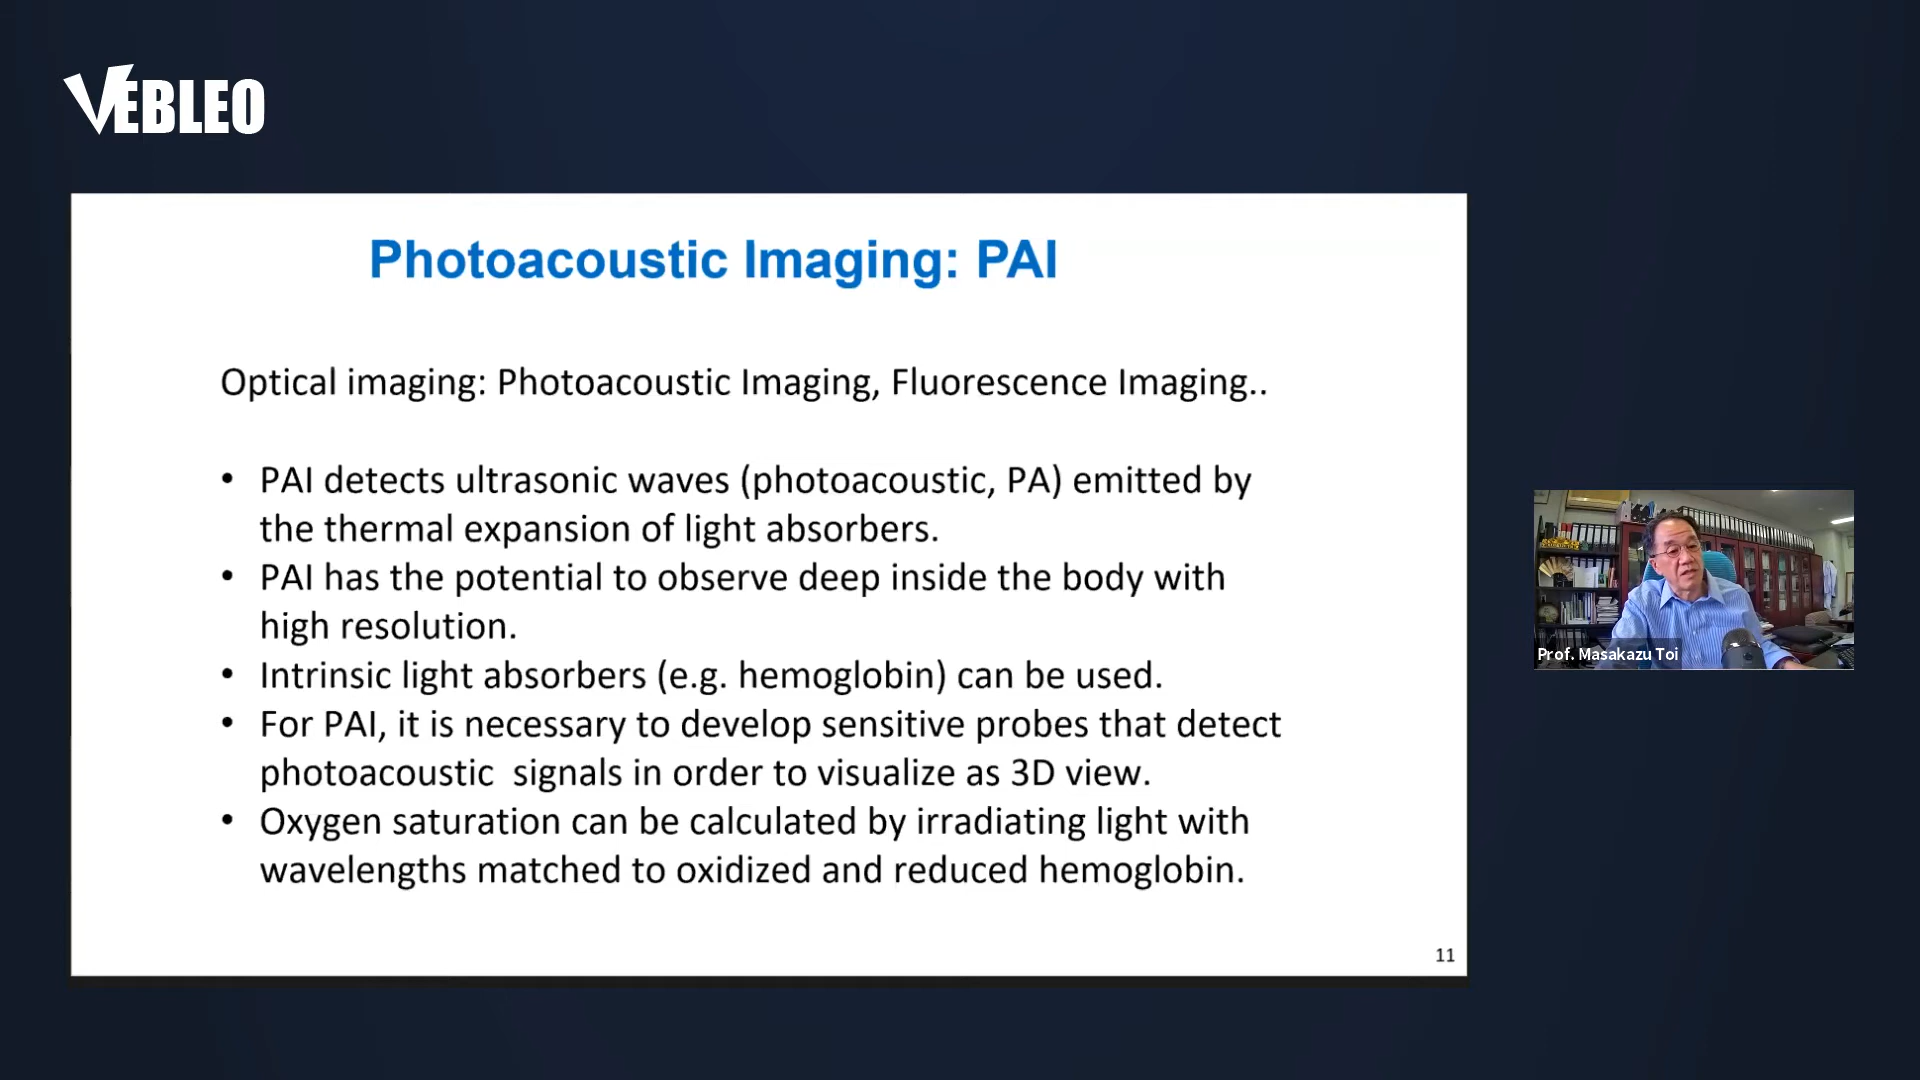 VEBLEO
Photoacoustic Imaging: PAI
Optical imaging: Photoacoustic Imaging, Fluorescence Imaging..
• PAI detects ultrasonic waves (photoacoustic, PA) emitted by
the thermal expansion of light absorbers.
• PAI has the potential to observe deep inside the body with
high resolution.
• Intrinsic light absorbers (e.g. hemoglobin) can be used.
• For PAI, it is necessary to develop sensitive probes that detect
photoacoustic  signals in order to visualize as 3D view.
• Oxygen saturation can be calculated by irradiating light with
wavelengths matched to oxidized and reduced hemoglobin.
11
Prof. Masakazu Toi